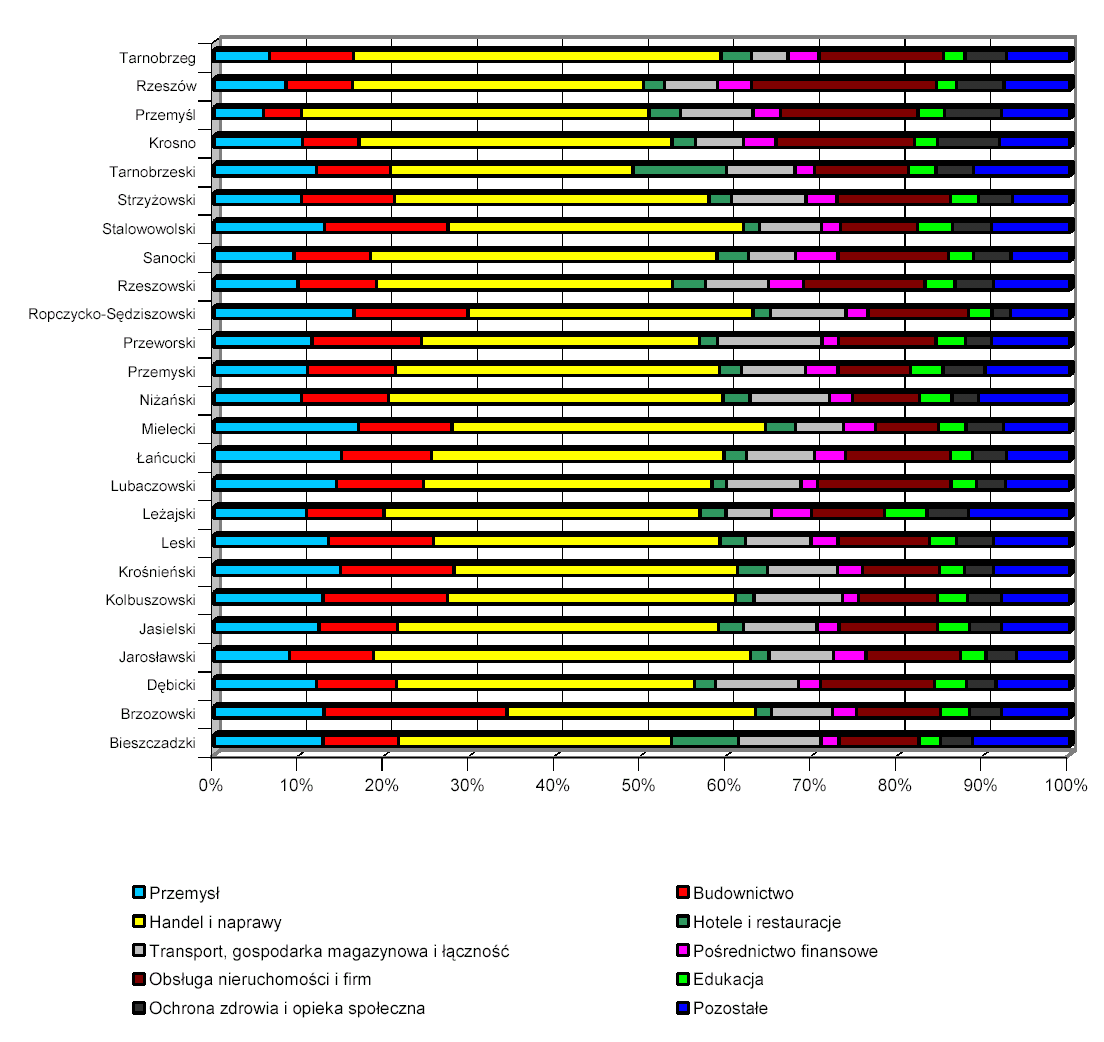 Tarnobrzeg
Rzeszów
Przemyśl
Krosno
Tarnobrzeski
Strzyżowski
Stalowowolski
Sanocki
Rzeszowski
Ropczycko-Sędziszowski
Przeworski
Przemyski
Niżański
Mielecki
Łańcucki
Lubaczowski
Leżajski
Leski
Krośnieński
Kolbuszowski
Jasielski
Jarosławski
Dębicki
Brzozowski
Bieszczadzki
0% 10% 20% 30% 40% 50% 60% 70% 80% 90% 100%
Przemysł Budownictwo
Handel i naprawy Hotele i restauracje
Transport, gospodarka magazynowa i łączność Pośrednictwo finansowe
Obsługa nieruchomości i firm Edukacja
Ochrona zdrowia i opieka społeczna Pozostałe